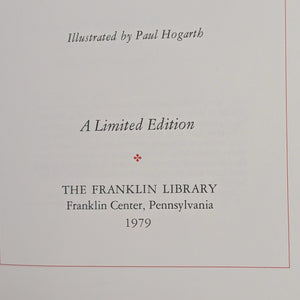 Illustrated by Paul Hogarth
A Limited Edition
THE FRANKLIN LIBRARY
Franklin Center, Pennsylvania
1979